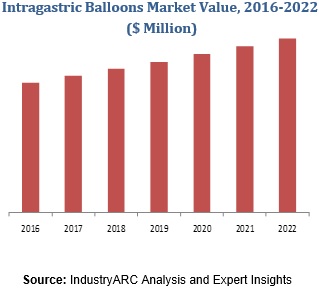 Intragastric Balloons Market Value, 2016-2022
($ Million)
2016 2017 2018 2019 2020 2021 2022
Source: IndustryARC Analysis and Expert Insights